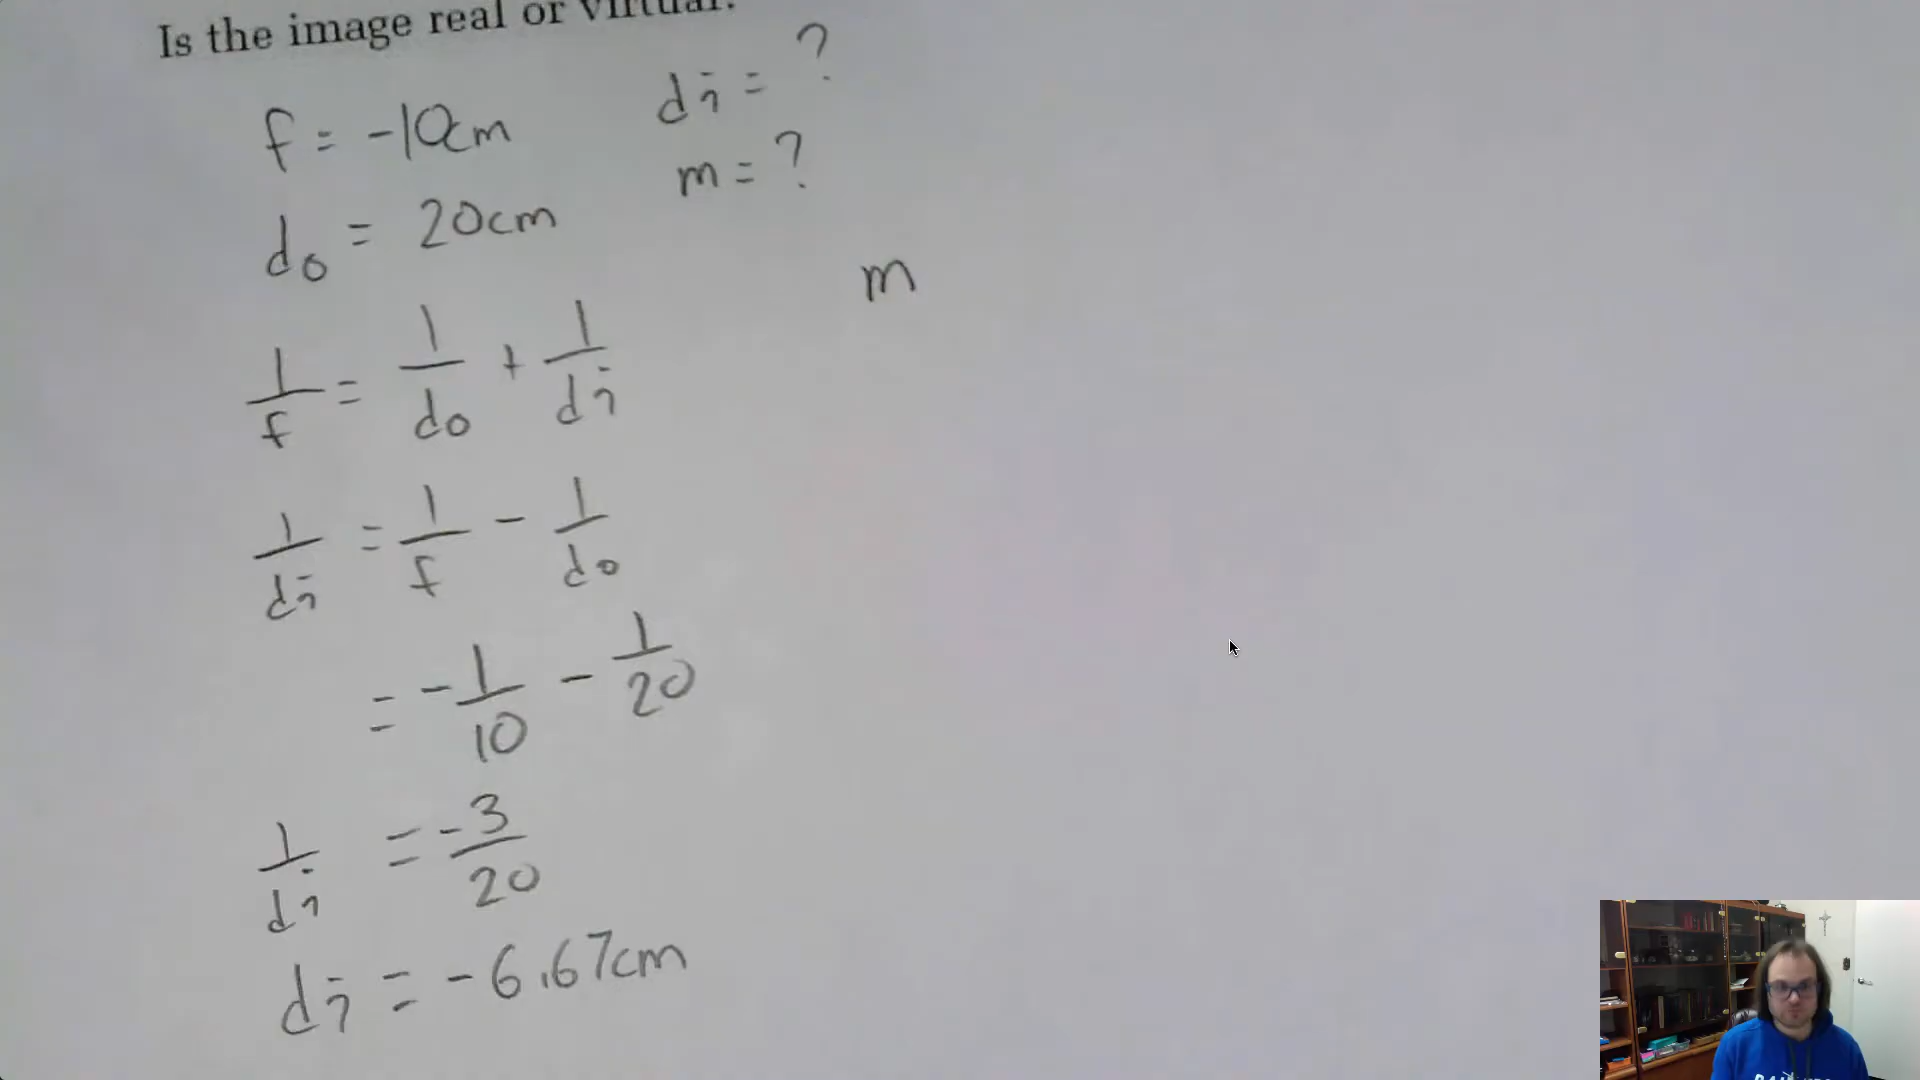 Is the image real or virtual?
f = -10cm
di = ?
do = 20cm
m = ?
m
1/f = 1/do + 1/di
1/di = 1/f - 1/do
= -1/10 - 1/20
1/di = -3/20
di = -6.67cm